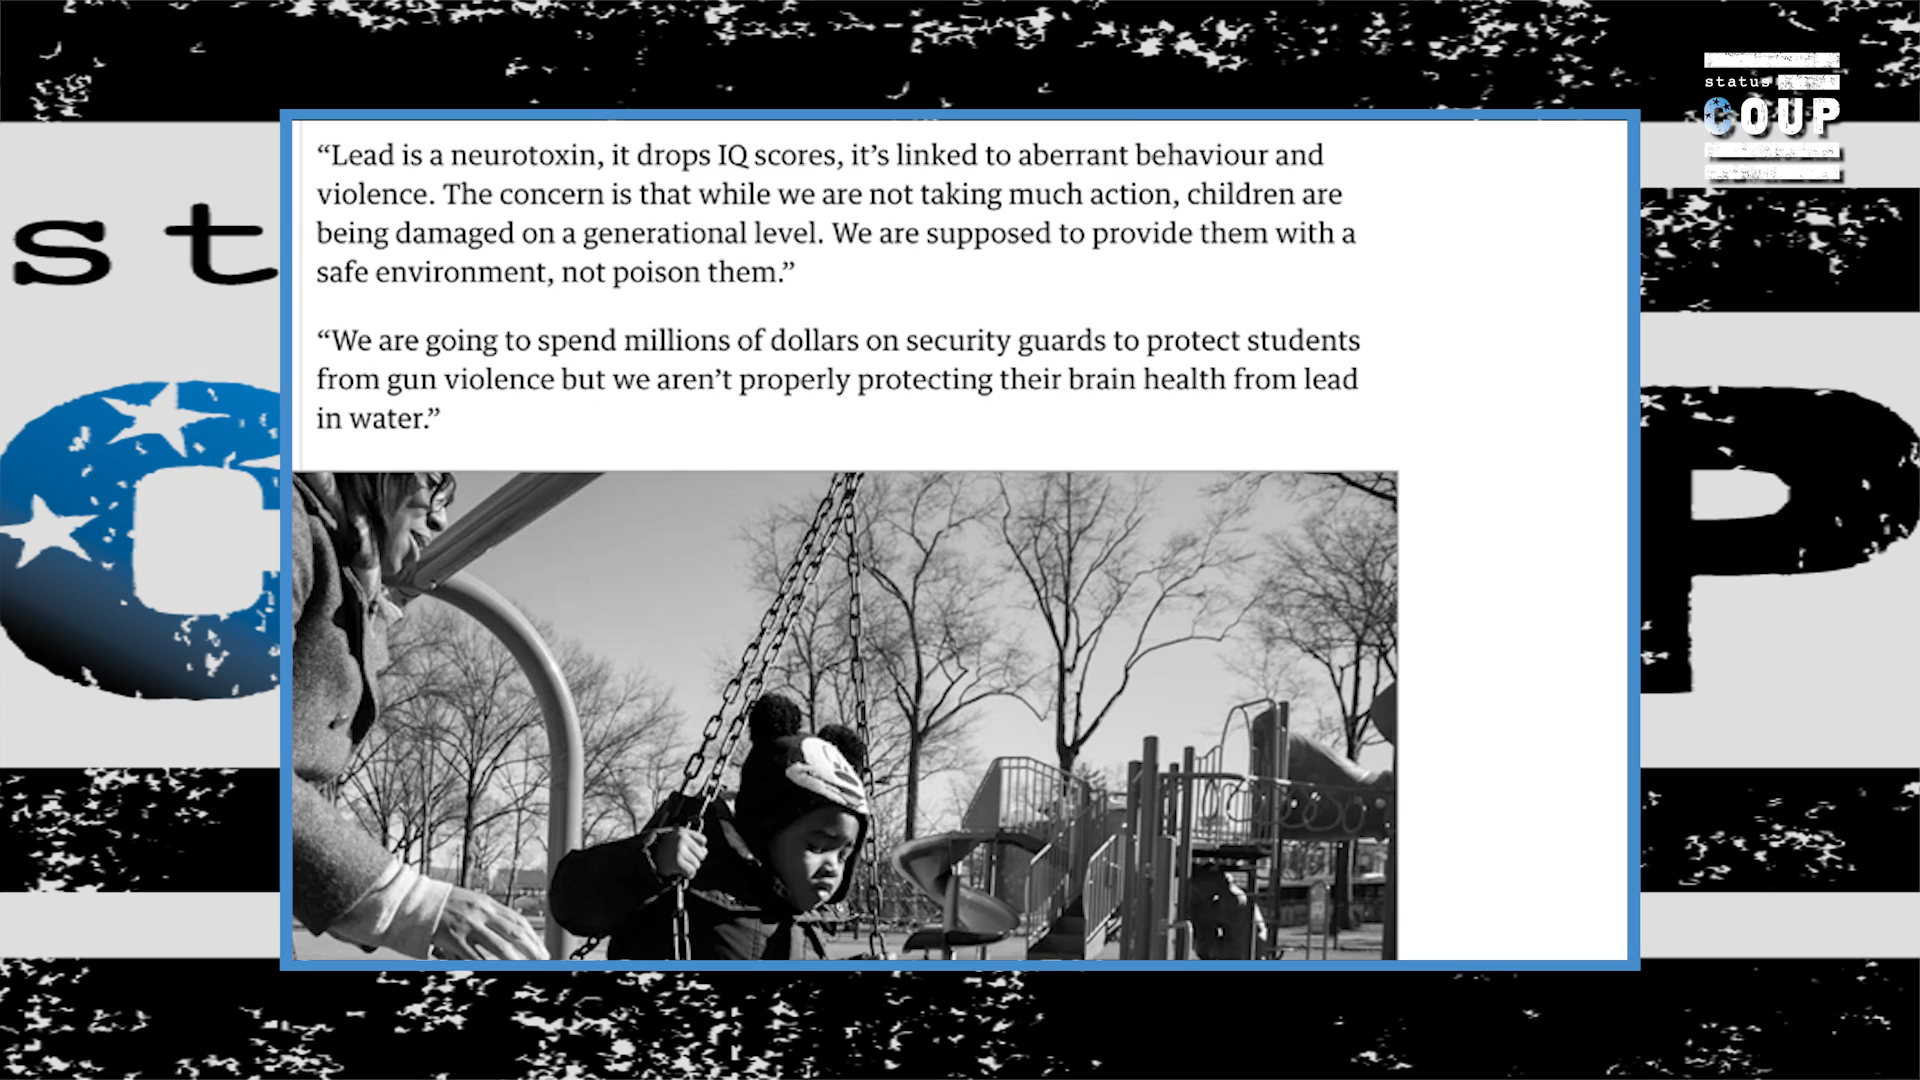 status
COUP
“Lead is a neurotoxin, it drops IQ scores, it’s linked to aberrant behaviour and
violence. The concern is that while we are not taking much action, children are
being damaged on a generational level. We are supposed to provide them with a
safe environment, not poison them.”
“We are going to spend millions of dollars on security guards to protect students
from gun violence but we aren’t properly protecting their brain health from lead
in water.”
st
C
P